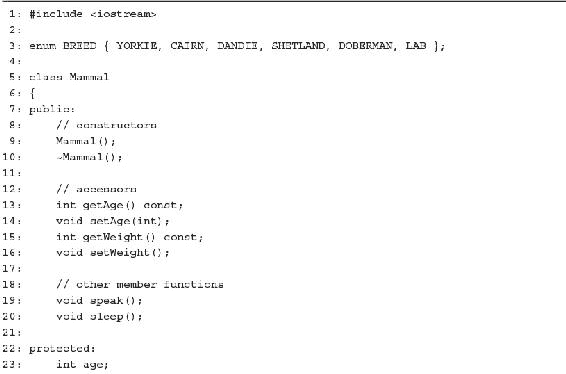 1: #include <iostream>
2:
3: enum BREED { YORKIE, CAIRN, DANDIE, SHETLAND, DOBERMAN, LAB };
4:
5: class Mammal
6: {
7: public:
8:     // constructors
9:     Mammal();
10:     ~Mammal();
11:
12:     // accessors
13:     int getAge() const;
14:     void setAge(int);
15:     int getWeight() const;
16:     void setWeight();
17:
18:     // other member functions
19:     void speak();
20:     void sleep();
21:
22: protected:
23:     int age;